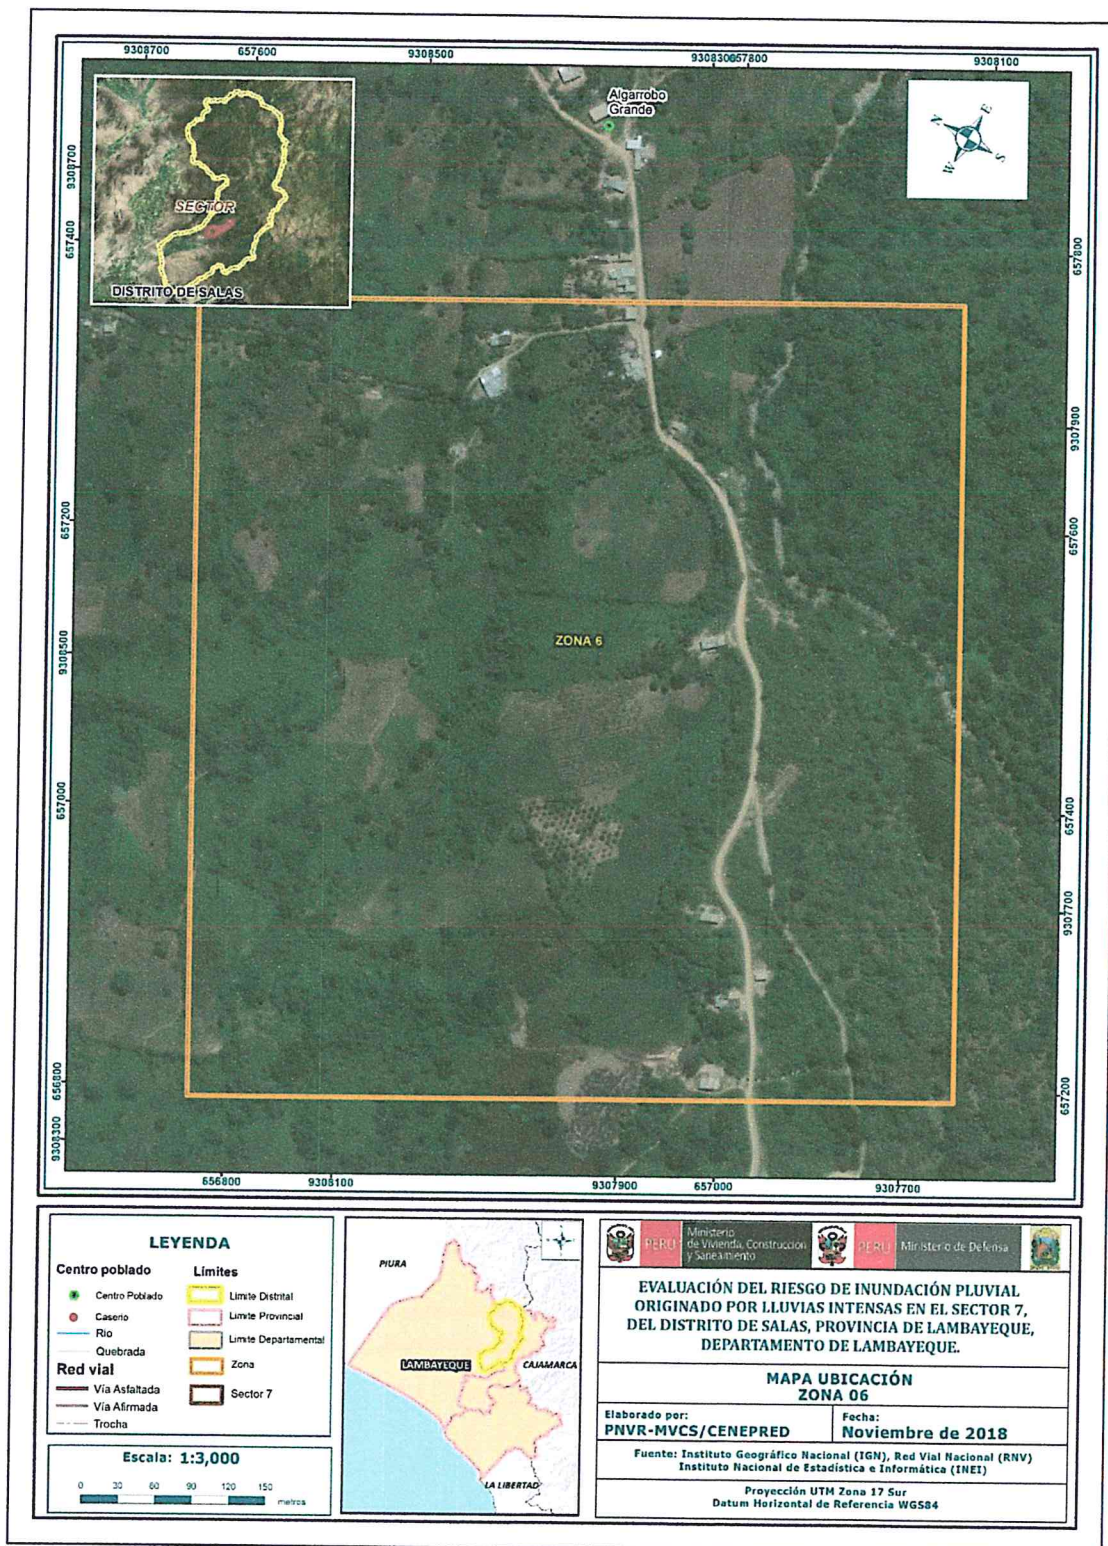 9308700 657600 9308500 9308300 657800 9308100
Algarrobo
Grande
N
E
W
S
SECTOR
DISTRITO DE SALAS
9308700
657400
657200
9308500
657000
656800
9308300
657800
9307900
657600
657400
9307700
657200
ZONA 6
656800 9308100 9307900 657000 9307700
LEYENDA
Centro poblado
Centro Poblado
Caserio
Rio
Quebrada
Red vial
Vía Asfaltada
Vía Afirmada
Trocha
Límites
Limite Distrital
Limite Provincial
Limite Departamental
Zona
Sector 7
Escala: 1:3,000
0 30 60 90 120 150
metros
PIURA
LAMBAYEQUE
CAJAMARCA
LA LIBERTAD
PERÚ
Ministerio
de Vivienda, Construcción
y Saneamiento
PERÚ
Ministerio de Defensa
EVALUACIÓN DEL RIESGO DE INUNDACIÓN PLUVIAL
ORIGINADO POR LLUVIAS INTENSAS EN EL SECTOR 7,
DEL DISTRITO DE SALAS, PROVINCIA DE LAMBAYEQUE,
DEPARTAMENTO DE LAMBAYEQUE.
MAPA UBICACIÓN
ZONA 06
Elaborado por:
PNVR-MVCS/CENEPRED
Fecha:
Noviembre de 2018
Fuente: Instituto Geográfico Nacional (IGN), Red Vial Nacional (RNV)
Instituto Nacional de Estadística e Informática (INEI)
Proyección UTM Zona 17 Sur
Datum Horizontal de Referencia WGS84